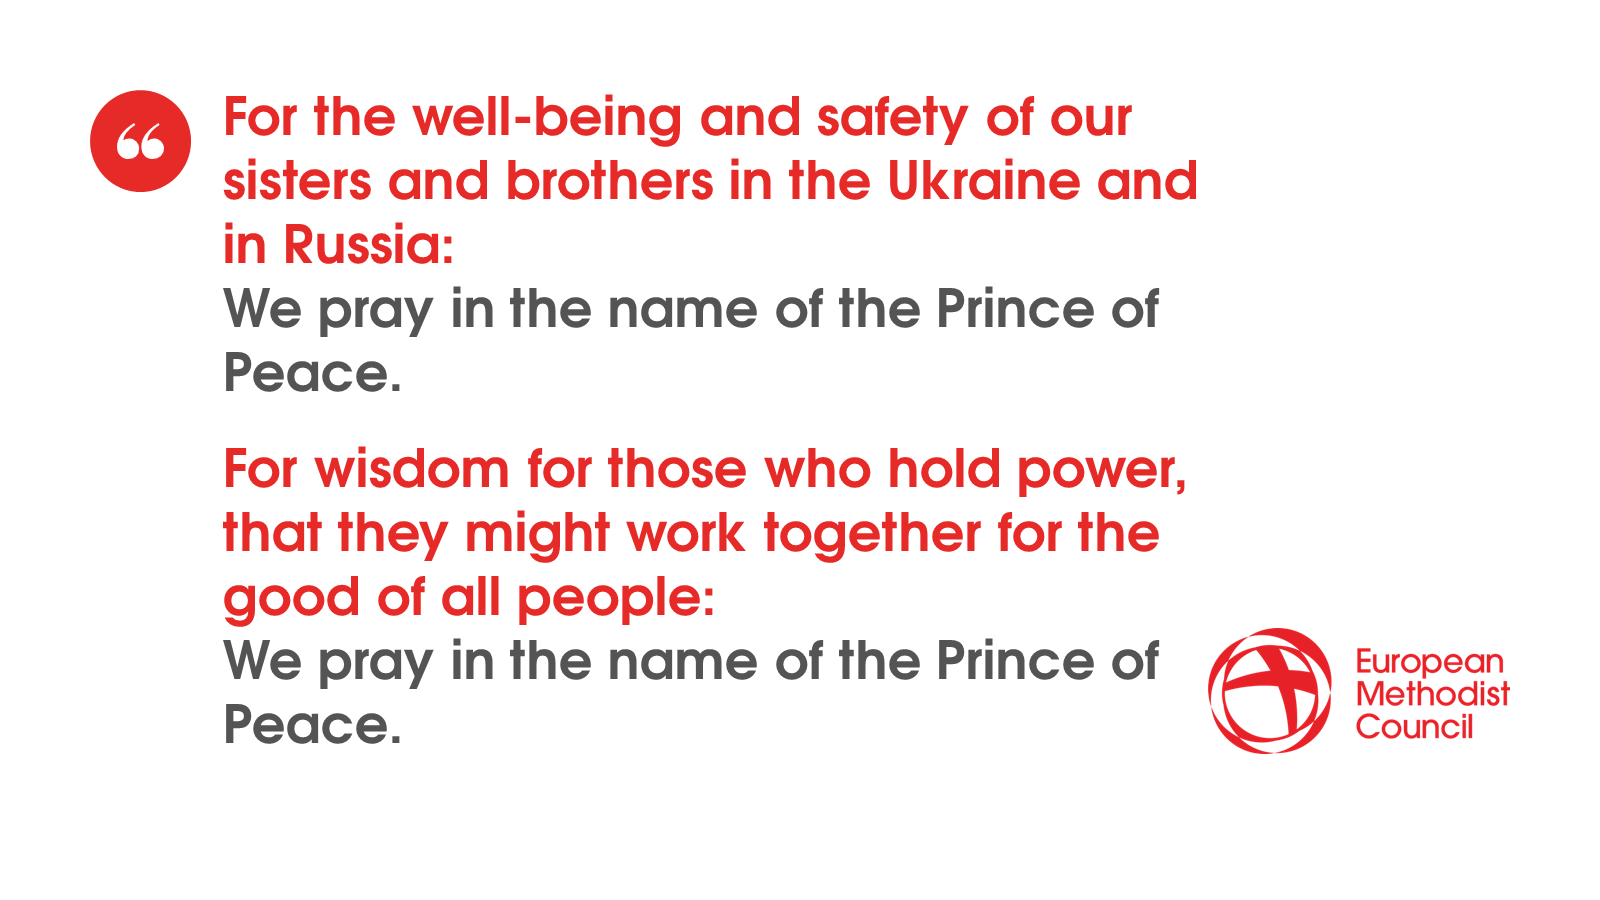 “
For the well-being and safety of our
sisters and brothers in the Ukraine and
in Russia:
We pray in the name of the Prince of
Peace.
For wisdom for those who hold power,
that they might work together for the
good of all people:
We pray in the name of the Prince of
Peace.
European
Methodist
Council